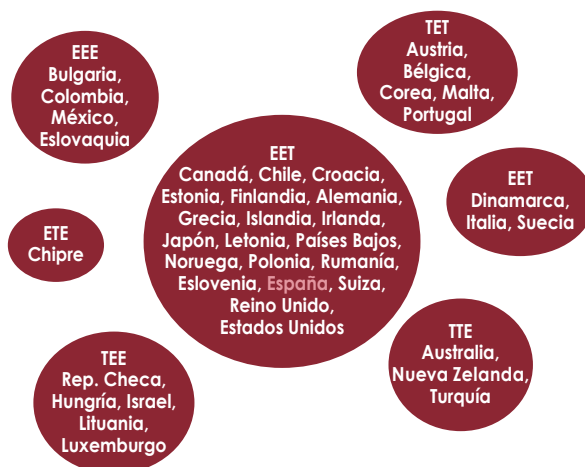 EEE
Bulgaria,
Colombia,
México,
Eslovaquia
TET
Austria,
Bélgica,
Corea, Malta,
Portugal
EET
Canadá, Chile, Croacia,
Estonia, Finlandia, Alemania,
Grecia, Islandia, Irlanda,
Japón, Letonia, Países Bajos,
Noruega, Polonia, Rumanía,
Eslovenia, España, Suiza,
Reino Unido,
Estados Unidos
EET
Dinamarca,
Italia, Suecia
ETE
Chipre
TEE
Rep. Checa,
Hungría, Israel,
Lituania,
Luxemburgo
TTE
Australia,
Nueva Zelanda,
Turquía